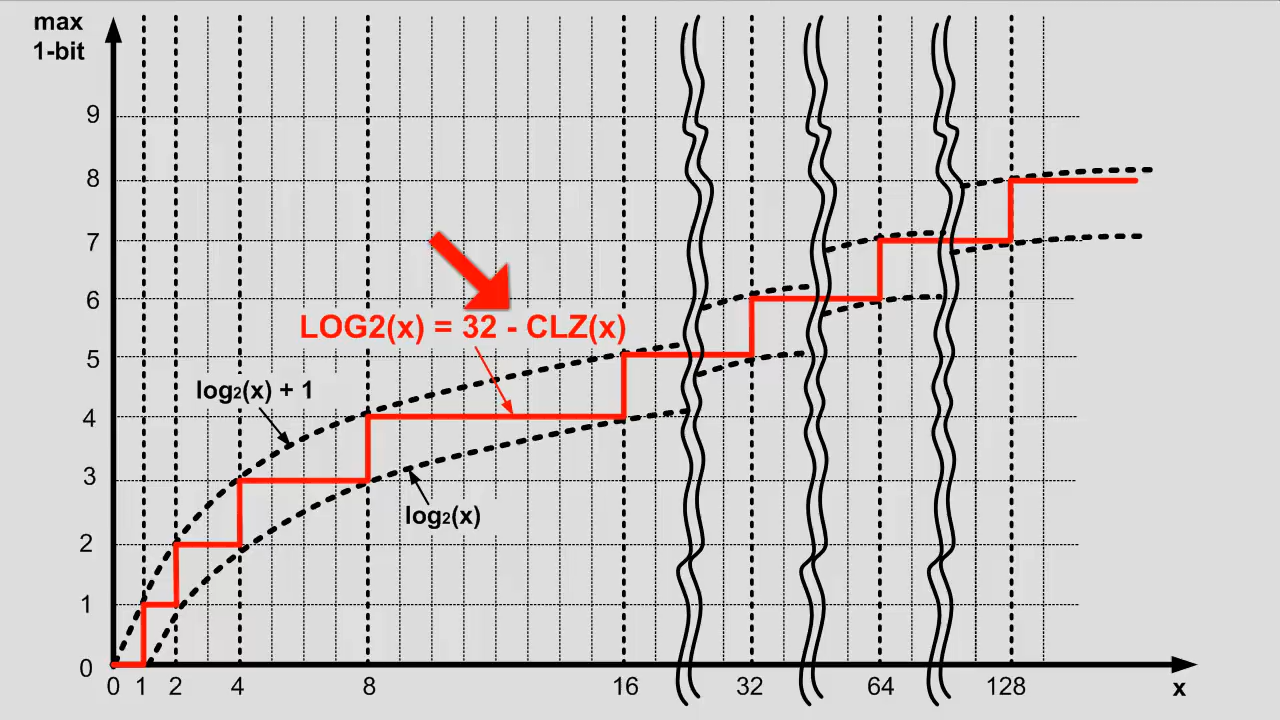 max
1-bit
9
8
7
6
LOG2(x) = 32 - CLZ(x)
5
log2(x) + 1
4
3
log2(x)
2
1
0
0 1 2 4 8 16 32 64 128 x